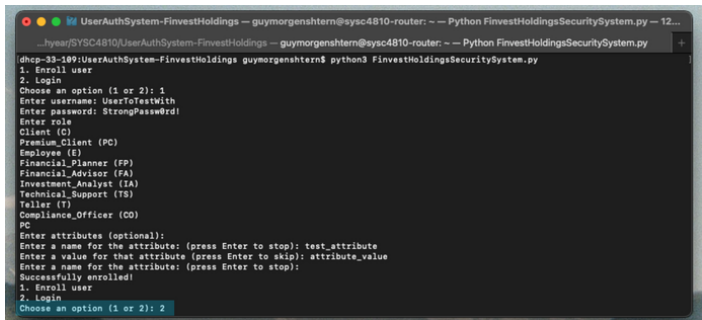 UserAuthSystem-FinvestHoldings — guymorgenshtern@sysc4810-router: ~ — Python FinvestHoldingsSecuritySystem.py — 12...
...hyear/SYSC4810/UserAuthSystem-FinvestHoldings — guymorgenshtern@sysc4810-router: ~ — Python FinvestHoldingsSecuritySystem.py +
[dhcp-33-109:UserAuthSystem-FinvestHoldings guymorgenshtern$ python3 FinvestHoldingsSecuritySystem.py ]
1. Enroll user
2. Login
Choose an option (1 or 2): 1
Enter username: UserToTestWith
Enter password: StrongPassw0rd!
Enter role
Client (C)
Premium_Client (PC)
Employee (E)
Financial_Planner (FP)
Financial_Advisor (FA)
Investment_Analyst (IA)
Technical_Support (TS)
Teller (T)
Compliance_Officer (CO)
PC
Enter attributes (optional):
Enter a name for the attribute: (press Enter to stop): test_attribute
Enter a value for that attribute (press Enter to skip): attribute_value
Enter a name for the attribute: (press Enter to stop):
Successfully enrolled!
1. Enroll user
2. Login
Choose an option (1 or 2): 2